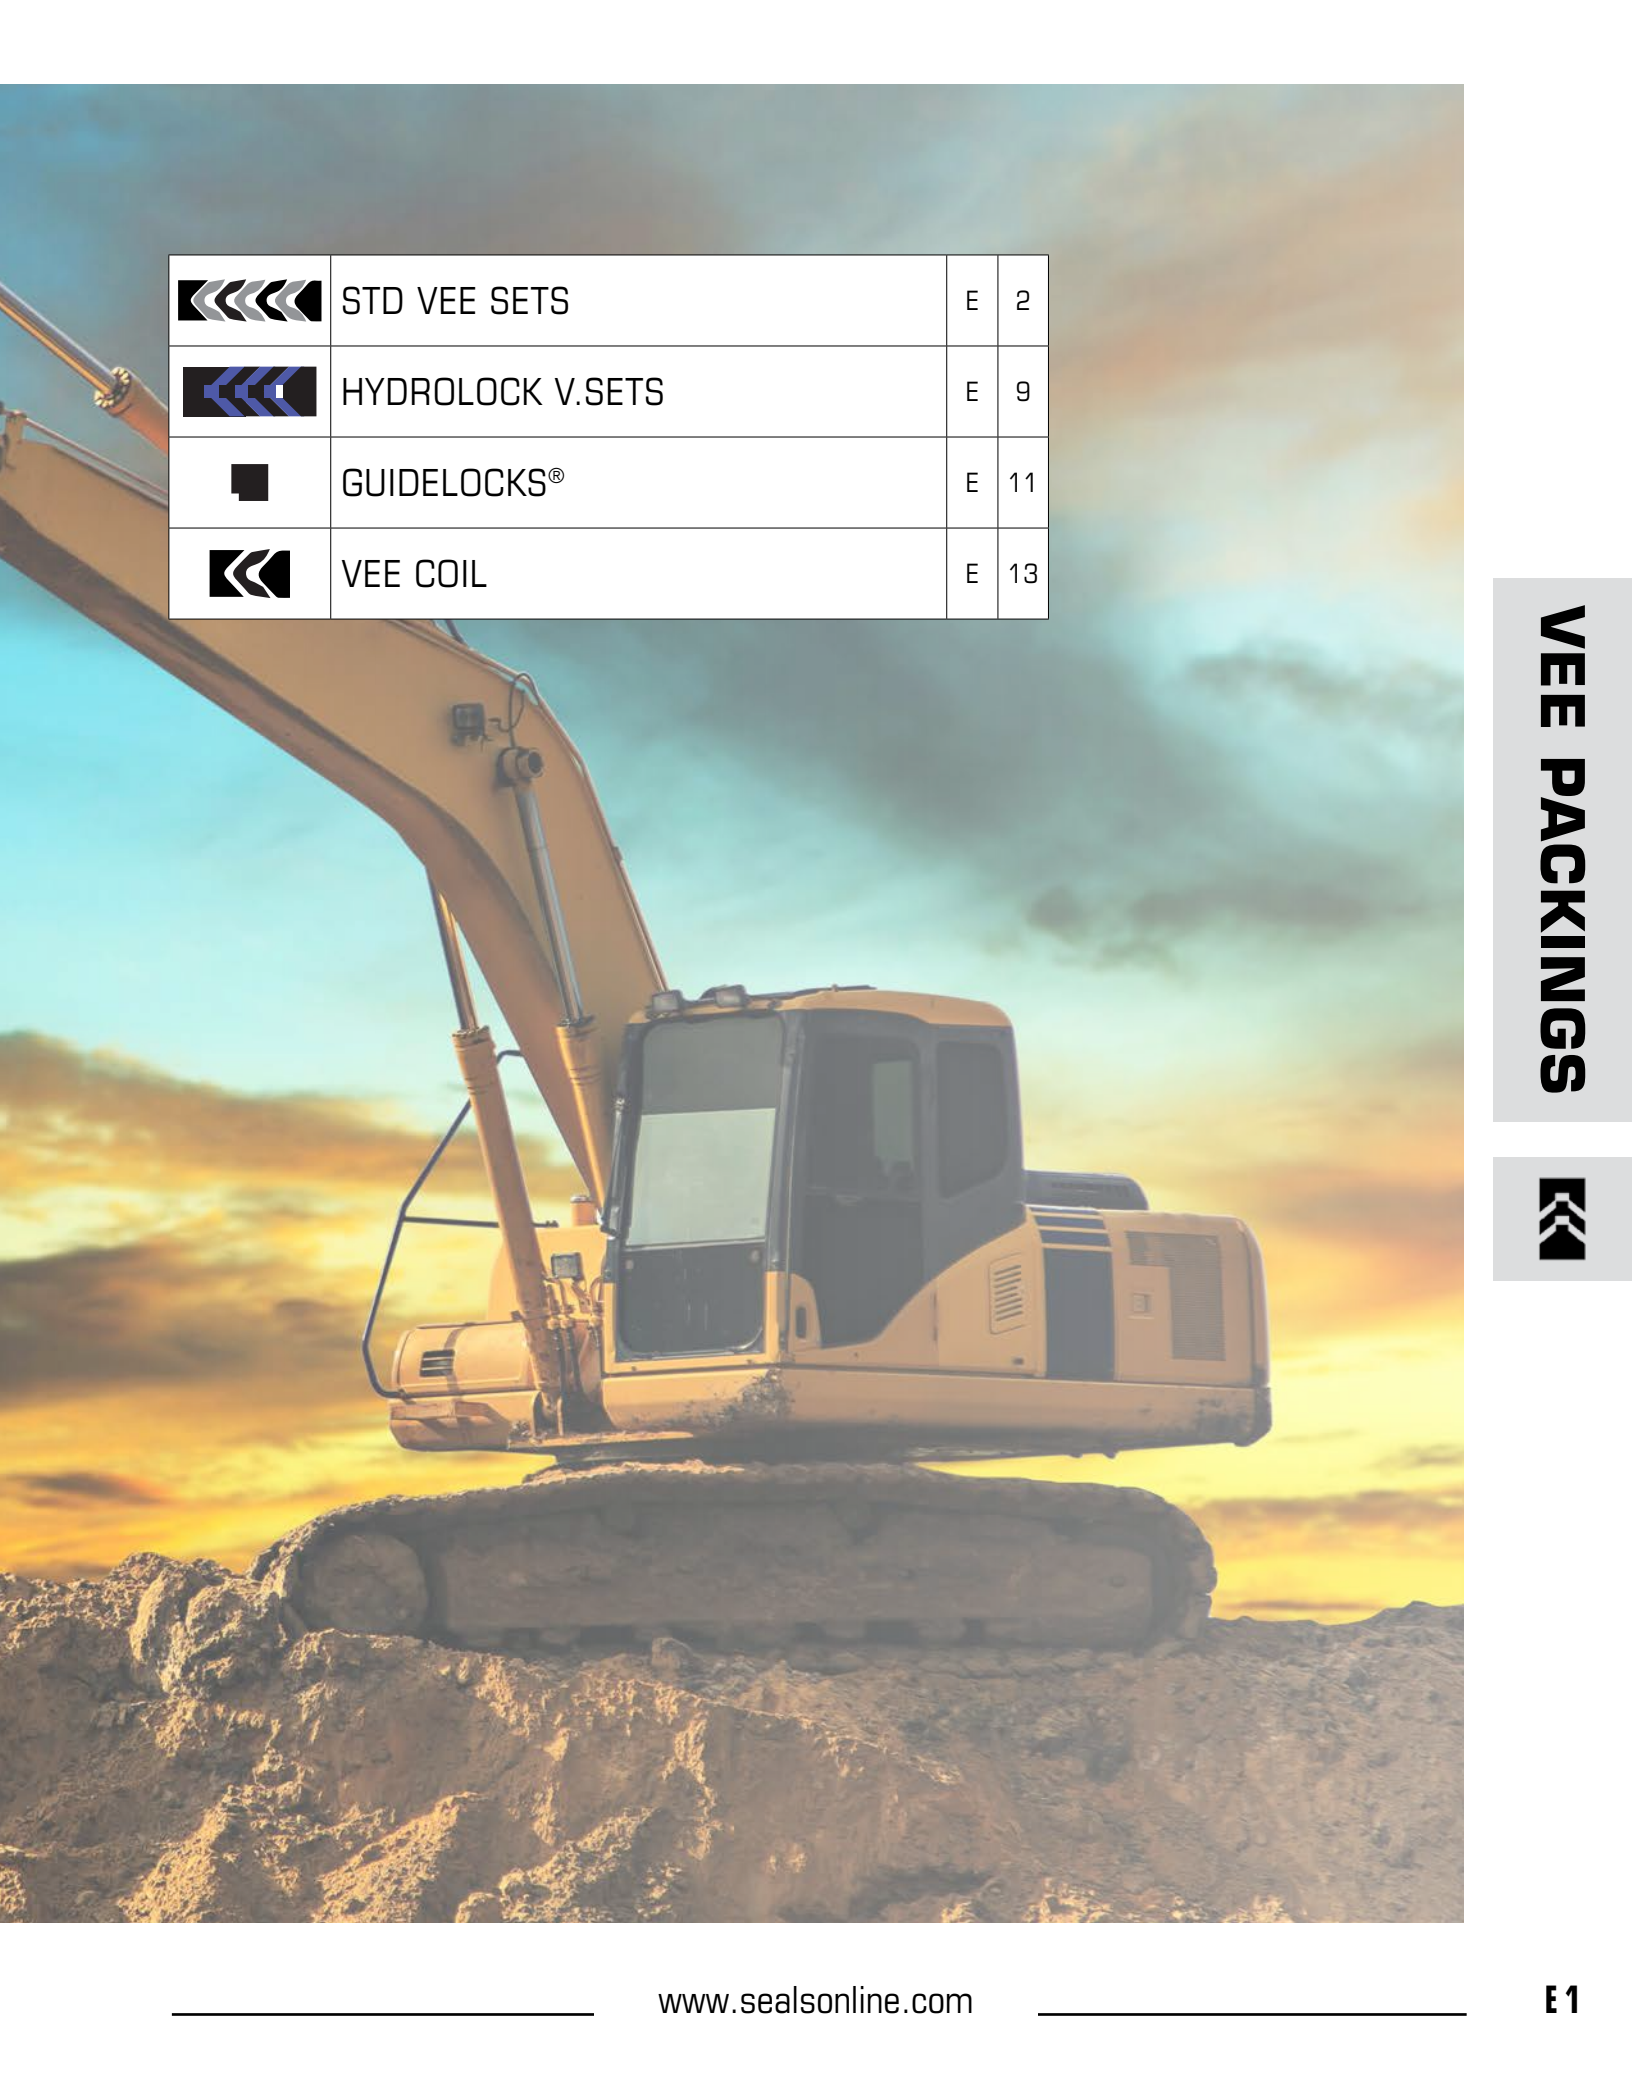 STD VEE SETS E 2
HYDROLOCK V.SETS E 9
GUIDELOCKS® E 11
VEE COIL E 13
VEE PACKINGS
www.sealsonline.com
E 1